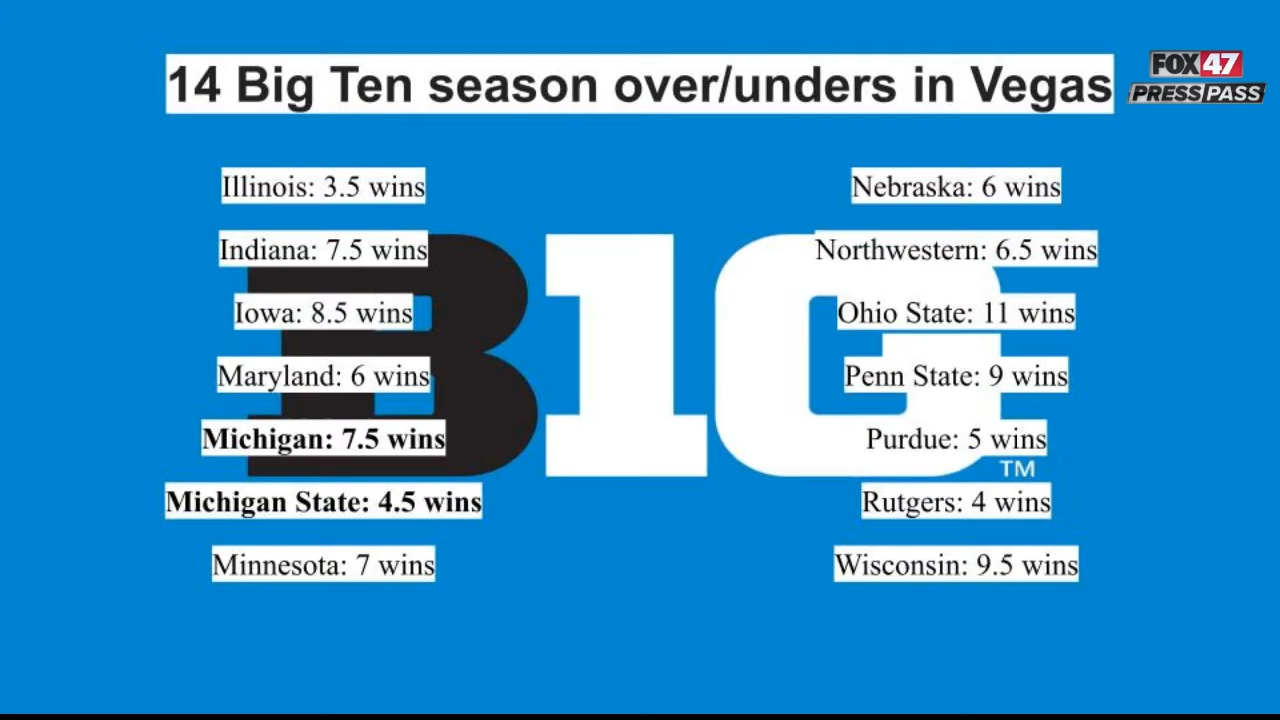 14 Big Ten season over/unders in Vegas
FOX 47
PRESS PASS
Illinois: 3.5 wins
Indiana: 7.5 wins
Iowa: 8.5 wins
Maryland: 6 wins
Michigan: 7.5 wins
Michigan State: 4.5 wins
Minnesota: 7 wins
B1G
Nebraska: 6 wins
Northwestern: 6.5 wins
Ohio State: 11 wins
Penn State: 9 wins
Purdue: 5 wins
TM
Rutgers: 4 wins
Wisconsin: 9.5 wins